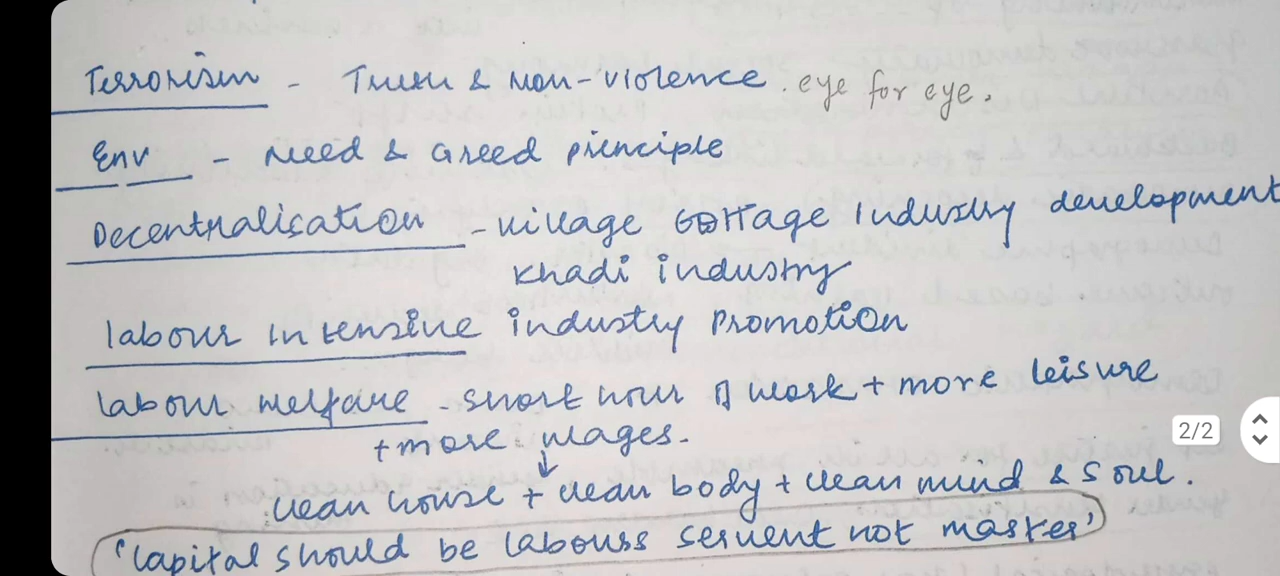 Terrorism - Truth & Non-violence. eye for eye.
Env - Need & Greed principle
Decentralisation - village cottage industry development
khadi industry
labour intensive industry promotion
labour welfare - short hour of work + more leisure
+ more wages.
2/2
clean house + clean body + clean mind & soul.
'Capital should be labours servent not master'